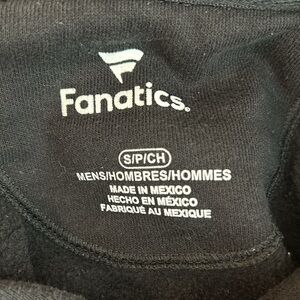 Fanatics.
S/P/CH
MENS/HOMBRES/HOMMES
MADE IN MEXICO
HECHO EN MÉXICO
FABRIQUÉ AU MEXIQUE